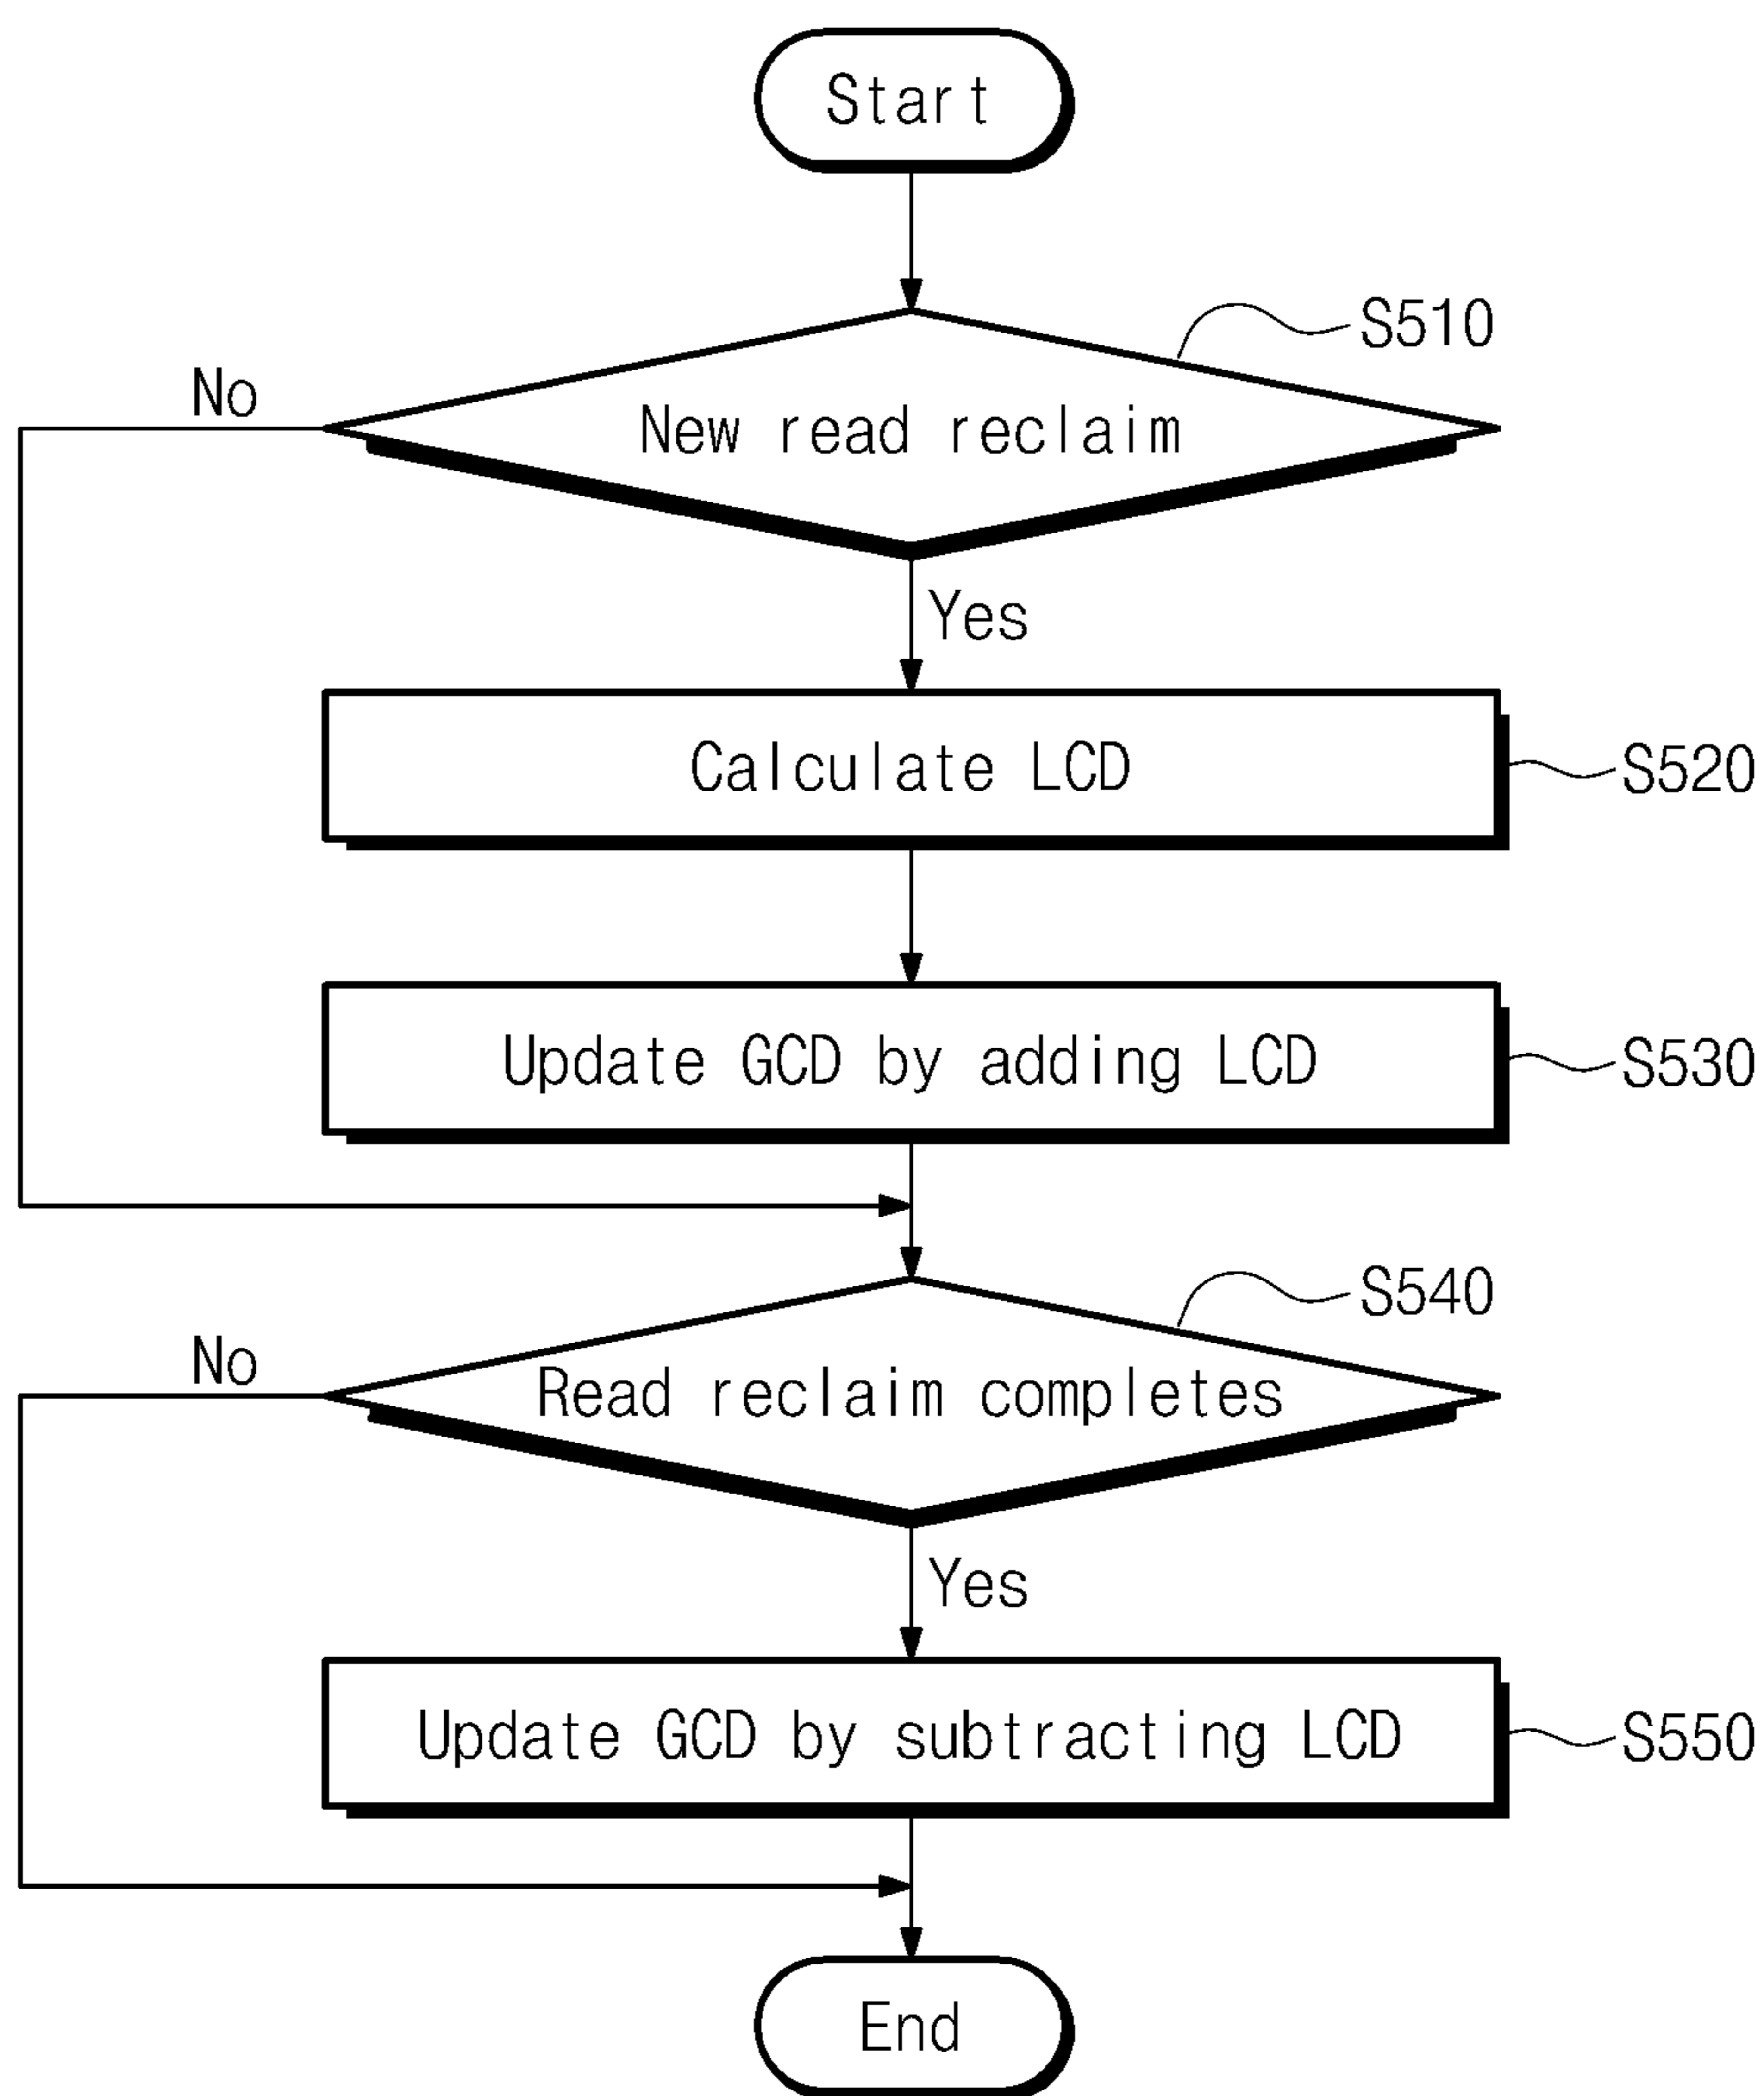 Start
S510
No
New read reclaim
Yes
Calculate LCD
S520
Update GCD by adding LCD
S530
S540
No
Read reclaim completes
Yes
Update GCD by subtracting LCD
S550
End